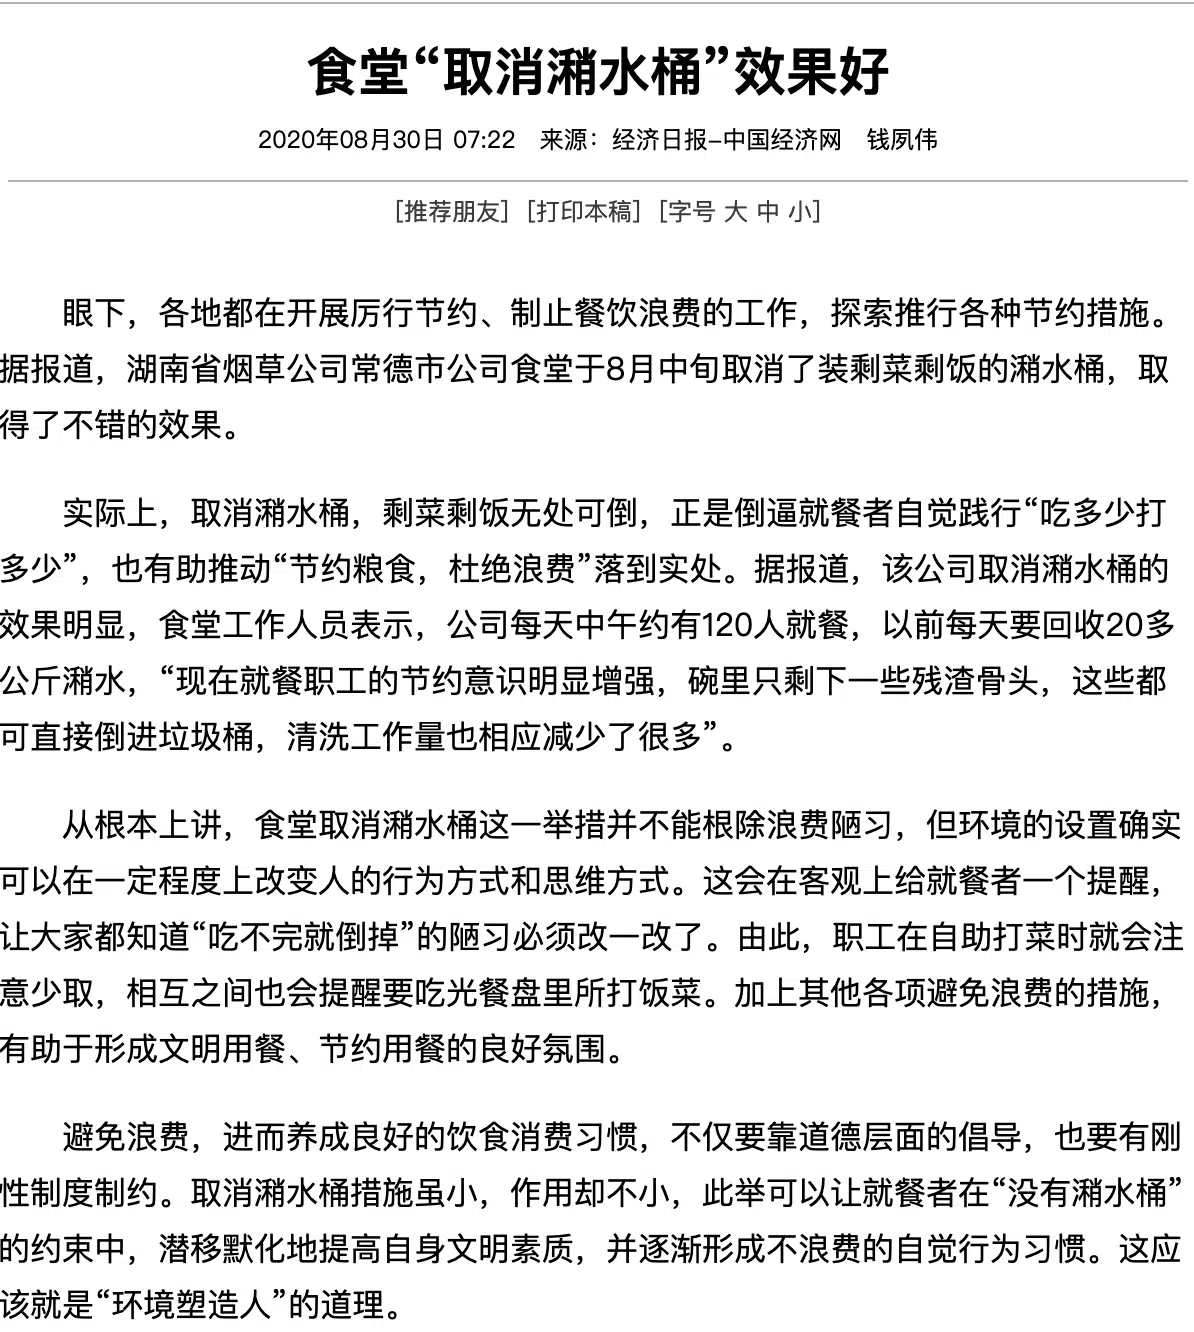 食堂“取消潲水桶”效果好
2020年08月30日 07:22 来源：经济日报-中国经济网 钱夙伟
[推荐朋友] [打印本稿] [字号 大 中 小]
眼下，各地都在开展厉行节约、制止餐饮浪费的工作，探索推行各种节约措施。
据报道，湖南省烟草公司常德市公司食堂于8月中旬取消了装剩菜剩饭的潲水桶，取
得了不错的效果。
实际上，取消潲水桶，剩菜剩饭无处可倒，正是倒逼就餐者自觉践行“吃多少打
多少”，也有助推动“节约粮食，杜绝浪费”落到实处。据报道，该公司取消潲水桶的
效果明显，食堂工作人员表示，公司每天中午约有120人就餐，以前每天要回收20多
公斤潲水，“现在就餐职工的节约意识明显增强，碗里只剩下一些残渣骨头，这些都
可直接倒进垃圾桶，清洗工作量也相应减少了很多”。
从根本上讲，食堂取消潲水桶这一举措并不能根除浪费陋习，但环境的设置确实
可以在一定程度上改变人的行为方式和思维方式。这会在客观上给就餐者一个提醒，
让大家都知道“吃不完就倒掉”的陋习必须改一改了。由此，职工在自助打菜时就会注
意少取，相互之间也会提醒要吃光餐盘里所打饭菜。加上其他各项避免浪费的措施，
有助于形成文明用餐、节约用餐的良好氛围。
避免浪费，进而养成良好的饮食消费习惯，不仅要靠道德层面的倡导，也要有刚
性制度制约。取消潲水桶措施虽小，作用却不小，此举可以让就餐者在“没有潲水桶”
的约束中，潜移默化地提高自身文明素质，并逐渐形成不浪费的自觉行为习惯。这应
该就是“环境塑造人”的道理。